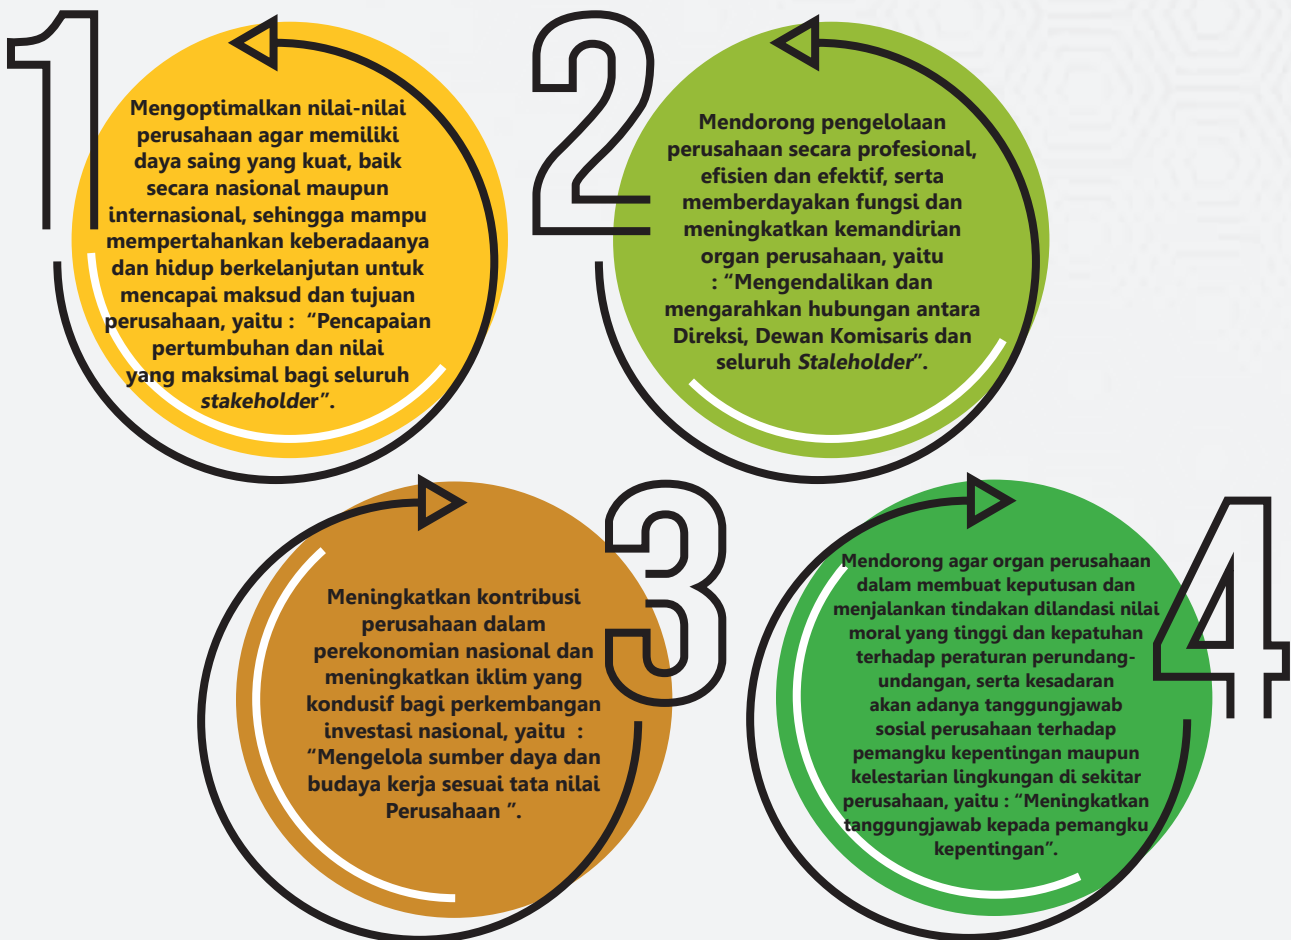 1
Mengoptimalkan nilai-nilai
perusahaan agar memiliki
daya saing yang kuat, baik
secara nasional maupun
internasional, sehingga mampu
mempertahankan keberadaanya
dan hidup berkelanjutan untuk
mencapai maksud dan tujuan
perusahaan, yaitu : “Pencapaian
pertumbuhan dan nilai
yang maksimal bagi seluruh
stakeholder”.
2
Mendorong pengelolaan
perusahaan secara profesional,
efisien dan efektif, serta
memberdayakan fungsi dan
meningkatkan kemandirian
organ perusahaan, yaitu
: “Mengendalikan dan
mengarahkan hubungan antara
Direksi, Dewan Komisaris dan
seluruh Staleholder”.
3
Meningkatkan kontribusi
perusahaan dalam
perekonomian nasional dan
meningkatkan iklim yang
kondusif bagi perkembangan
investasi nasional, yaitu :
“Mengelola sumber daya dan
budaya kerja sesuai tata nilai
Perusahaan ”.
4
Mendorong agar organ perusahaan
dalam membuat keputusan dan
menjalankan tindakan dilandasi nilai
moral yang tinggi dan kepatuhan
terhadap peraturan perundang-
undangan, serta kesadaran
akan adanya tanggungjawab
sosial perusahaan terhadap
pemangku kepentingan maupun
kelestarian lingkungan di sekitar
perusahaan, yaitu : “Meningkatkan
tanggungjawab kepada pemangku
kepentingan”.